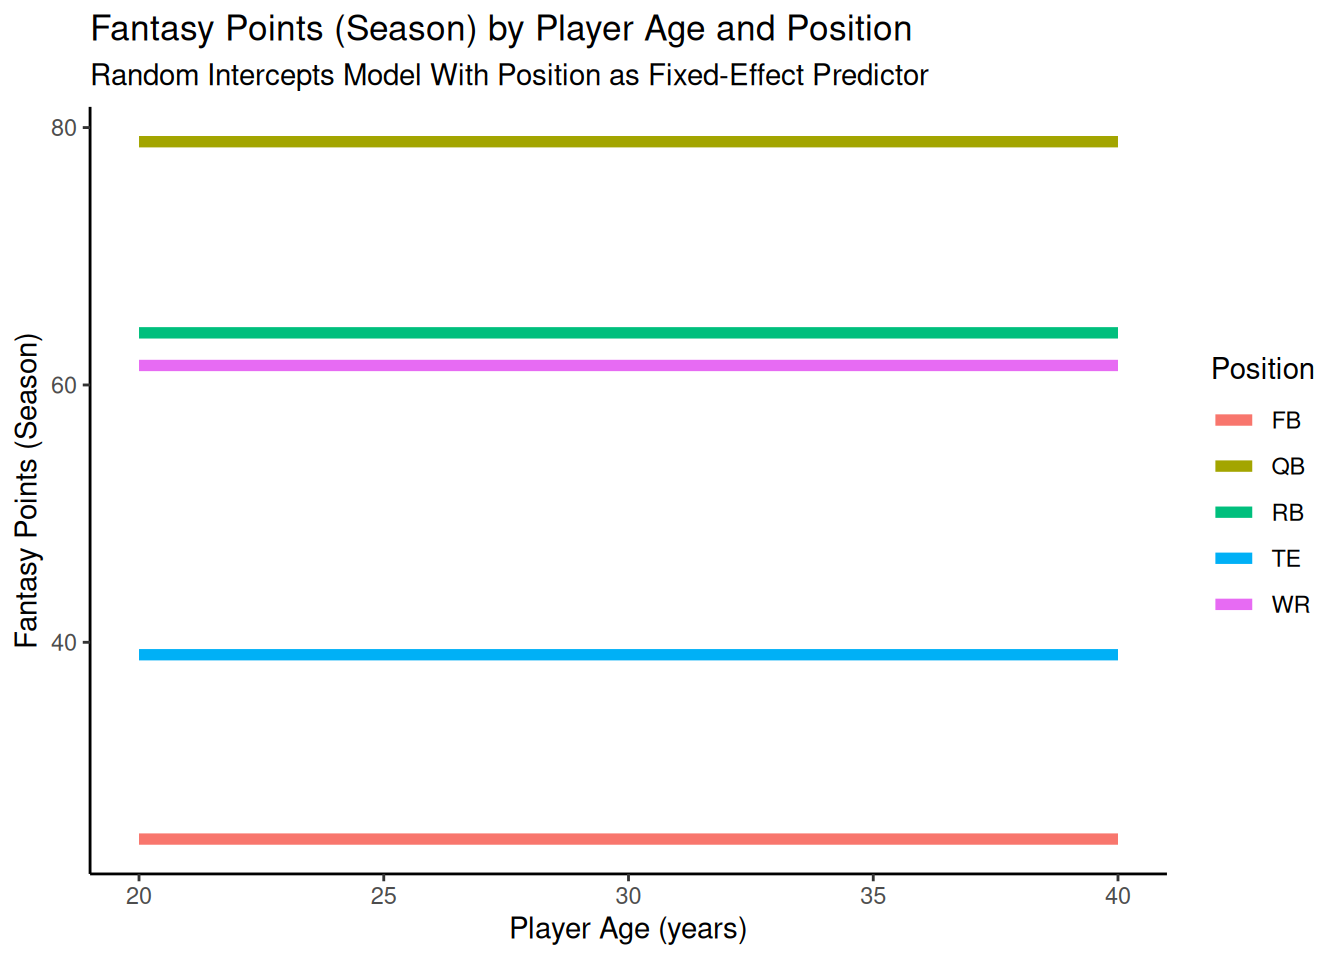 Fantasy Points (Season) by Player Age and Position
Random Intercepts Model With Position as Fixed-Effect Predictor
Fantasy Points (Season)
80
60
40
20
25
30
35
40
Player Age (years)
Position
FB
QB
RB
TE
WR